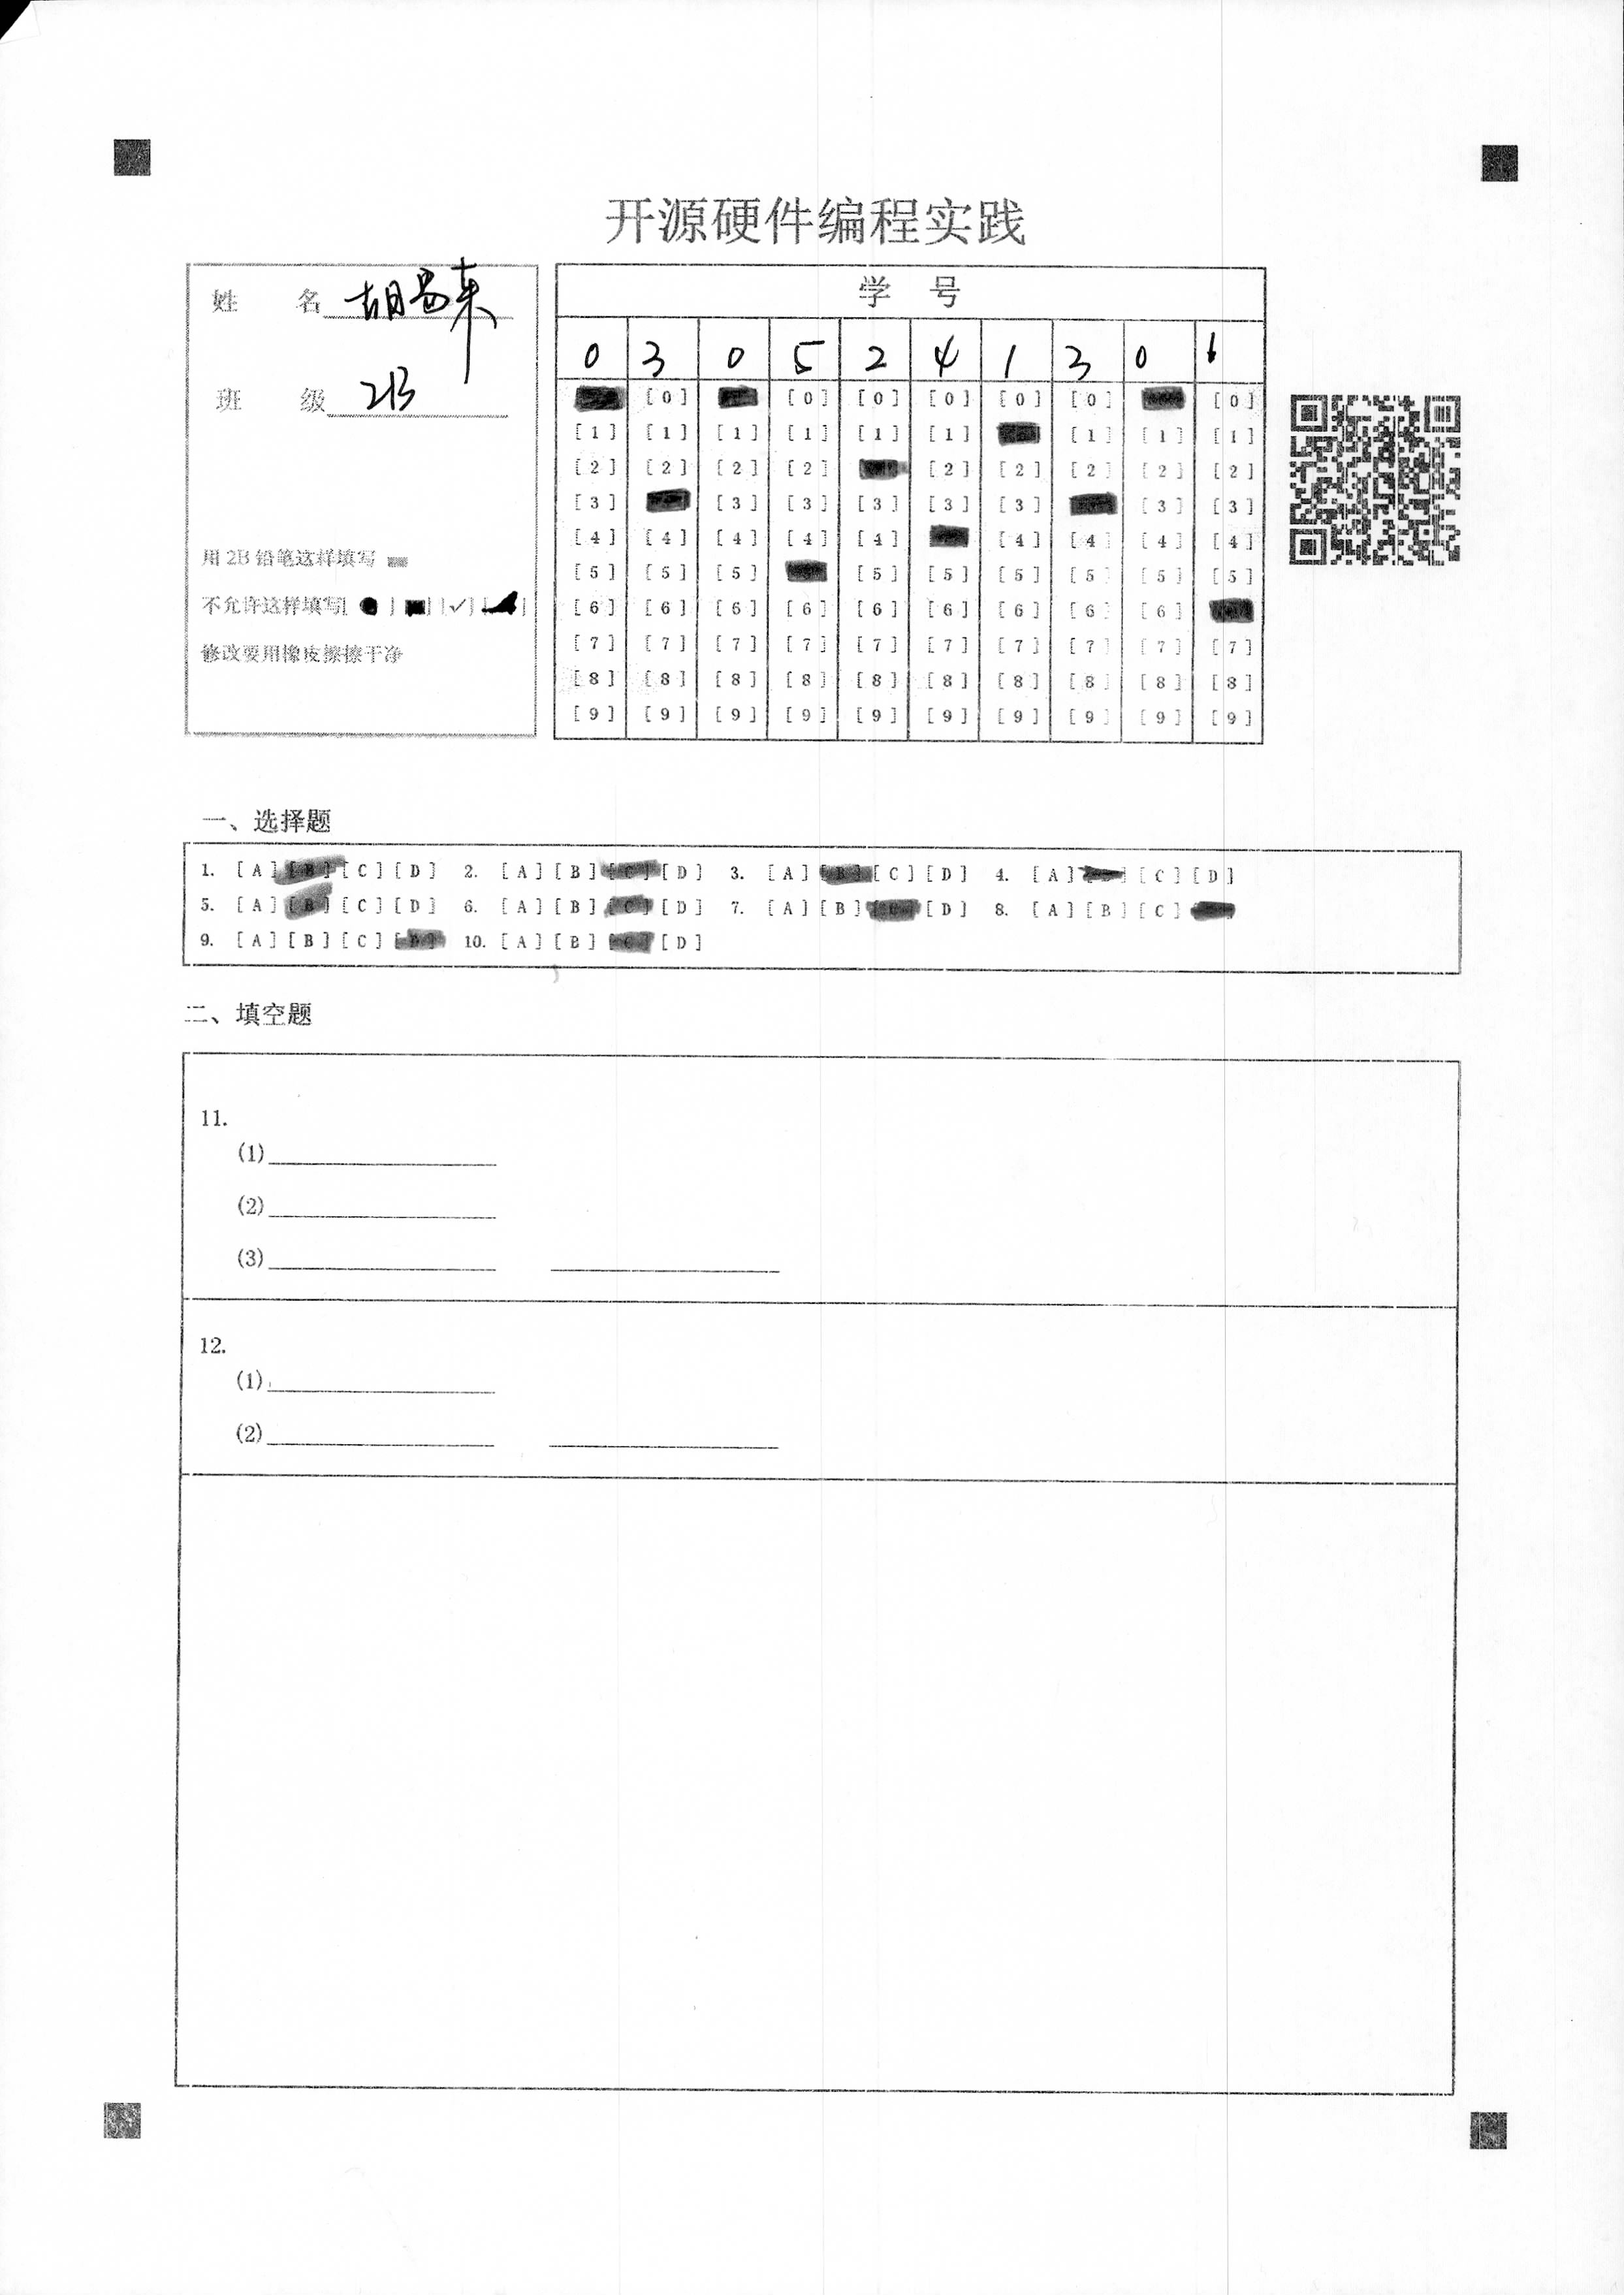 开源硬件编程实践
姓 名 胡
班 级 2B
用 2B 铅笔这样填写
不允许这样填写[ ] [ ] [✓] [ ]
修改要用橡皮擦擦干净
学 号
0 3 0 5 2 4 1 3 0
[0] [0] [0] [0] [0] [0] [0]
[1] [1] [1] [1] [1] [1] [1] [1] [1]
[2] [2] [2] [2] [2] [2] [2] [2] [2]
[3] [3] [3] [3] [3] [3] [3] [3]
[4] [4] [4] [4] [4] [4] [4] [4] [4]
[5] [5] [5] [5] [5] [5] [5] [5] [5]
[6] [6] [6] [6] [6] [6] [6] [6] [6]
[7] [7] [7] [7] [7] [7] [7] [7] [7] [7]
[8] [8] [8] [8] [8] [8] [8] [8] [8] [8]
[9] [9] [9] [9] [9] [9] [9] [9] [9] [9]
一、选择题
1. [A] [B] [C] [D] 2. [A] [B] [C] [D] 3. [A] [B] [C] [D] 4. [A] [C] [D]
5. [A] [B] [C] [D] 6. [A] [B] [C] [D] 7. [A] [B] [C] [D] 8. [A] [B] [C]
9. [A] [B] [C] [D] 10. [A] [B] [C] [D]
二、填空题
11.
(1)
(2)
(3)
12.
(1)
(2)